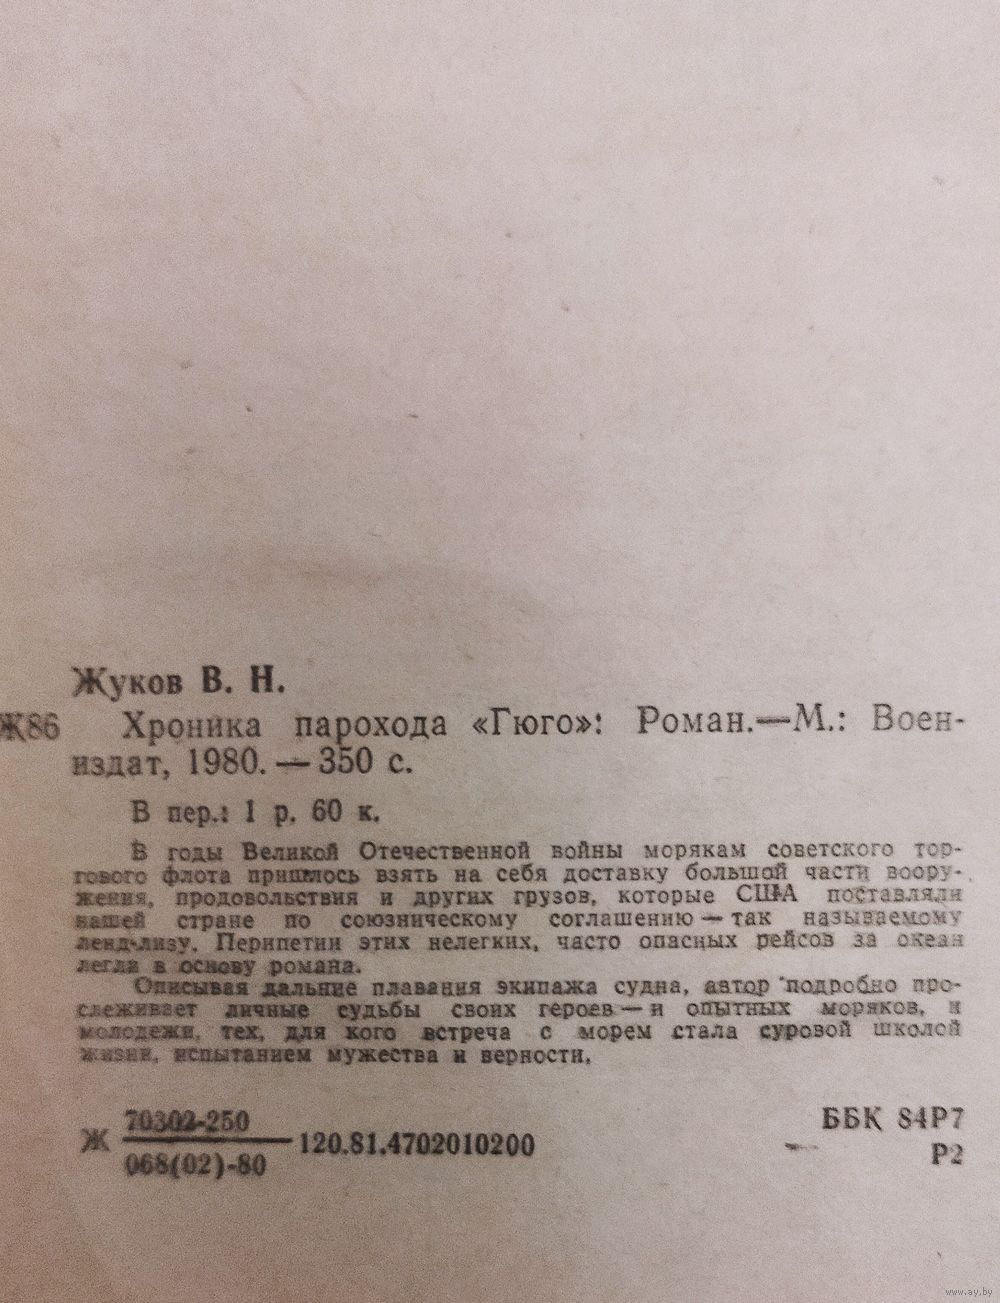 Жуков В. Н.
Ж86 Хроника парохода «Гюго»: Роман.—М.: Воен-
издат, 1980. — 350 с.
В пер.: 1 р. 60 к.
В годы Великой Отечественной войны морякам советского тор-
гового флота пришлось взять на себя доставку большой части воору-
жения, продовольствия и других грузов, которые США поставляли
нашей стране по союзническому соглашению — так называемому
ленд-лизу. Перипетии этих нелегких, часто опасных рейсов за океан
легли в основу романа.
Описывая дальние плавания экипажа судна, автор подробно про-
слеживает личные судьбы своих героев — и опытных моряков, и
молодежи, тех, для кого встреча с морем стала суровой школой
жизни, испытанием мужества и верности.
70302-250
Ж 120.81.4702010200
068(02)-80
ББК 84Р7
Р2
www.ay.by